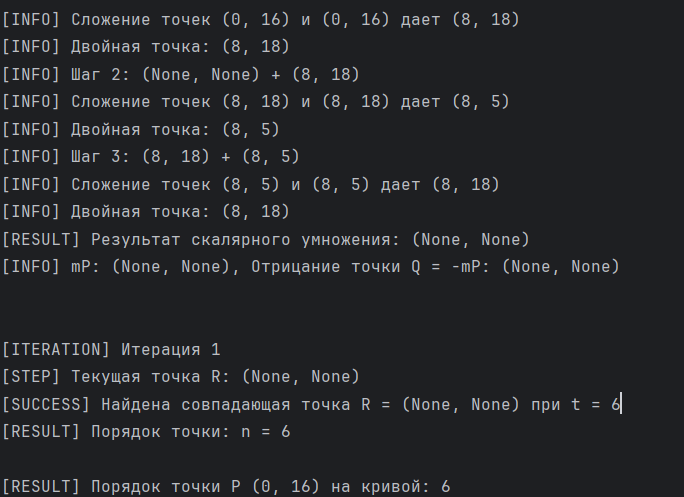 [INFO] Сложение точек (0, 16) и (0, 16) дает (8, 18)
[INFO] Двойная точка: (8, 18)
[INFO] Шаг 2: (None, None) + (8, 18)
[INFO] Сложение точек (8, 18) и (8, 18) дает (8, 5)
[INFO] Двойная точка: (8, 5)
[INFO] Шаг 3: (8, 18) + (8, 5)
[INFO] Сложение точек (8, 5) и (8, 5) дает (8, 18)
[INFO] Двойная точка: (8, 18)
[RESULT] Результат скалярного умножения: (None, None)
[INFO] mP: (None, None), Отрицание точки Q = -mP: (None, None)
[ITERATION] Итерация 1
[STEP] Текущая точка R: (None, None)
[SUCCESS] Найдена совпадающая точка R = (None, None) при t = 6
[RESULT] Порядок точки: n = 6
[RESULT] Порядок точки P (0, 16) на кривой: 6